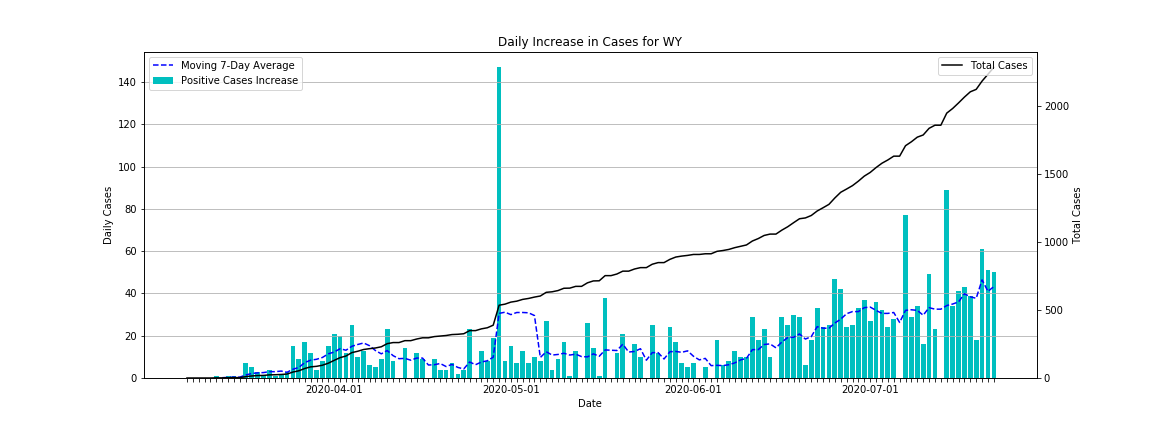 Daily Increase in Cases for WY
Moving 7-Day Average
Positive Cases Increase
Total Cases
140
120
100
80
60
40
20
0
Daily Cases
2000
1500
1000
500
0
Total Cases
2020-04-01
2020-05-01
2020-06-01
2020-07-01
Date